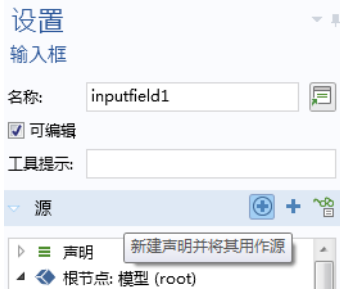 设置
输入框
名称: inputfield1
可编辑
工具提示:
源
新建声明并将其用作源
声明
根节点: 模型 (root)